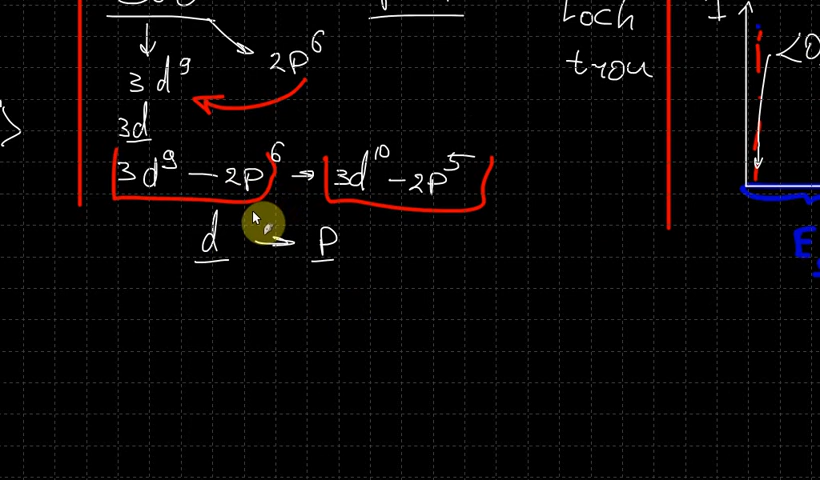 3d⁹
2p⁶
3d
3d⁹ — 2p⁶ → 3d¹⁰ – 2p⁵
d → p
Loch
trou
I
E